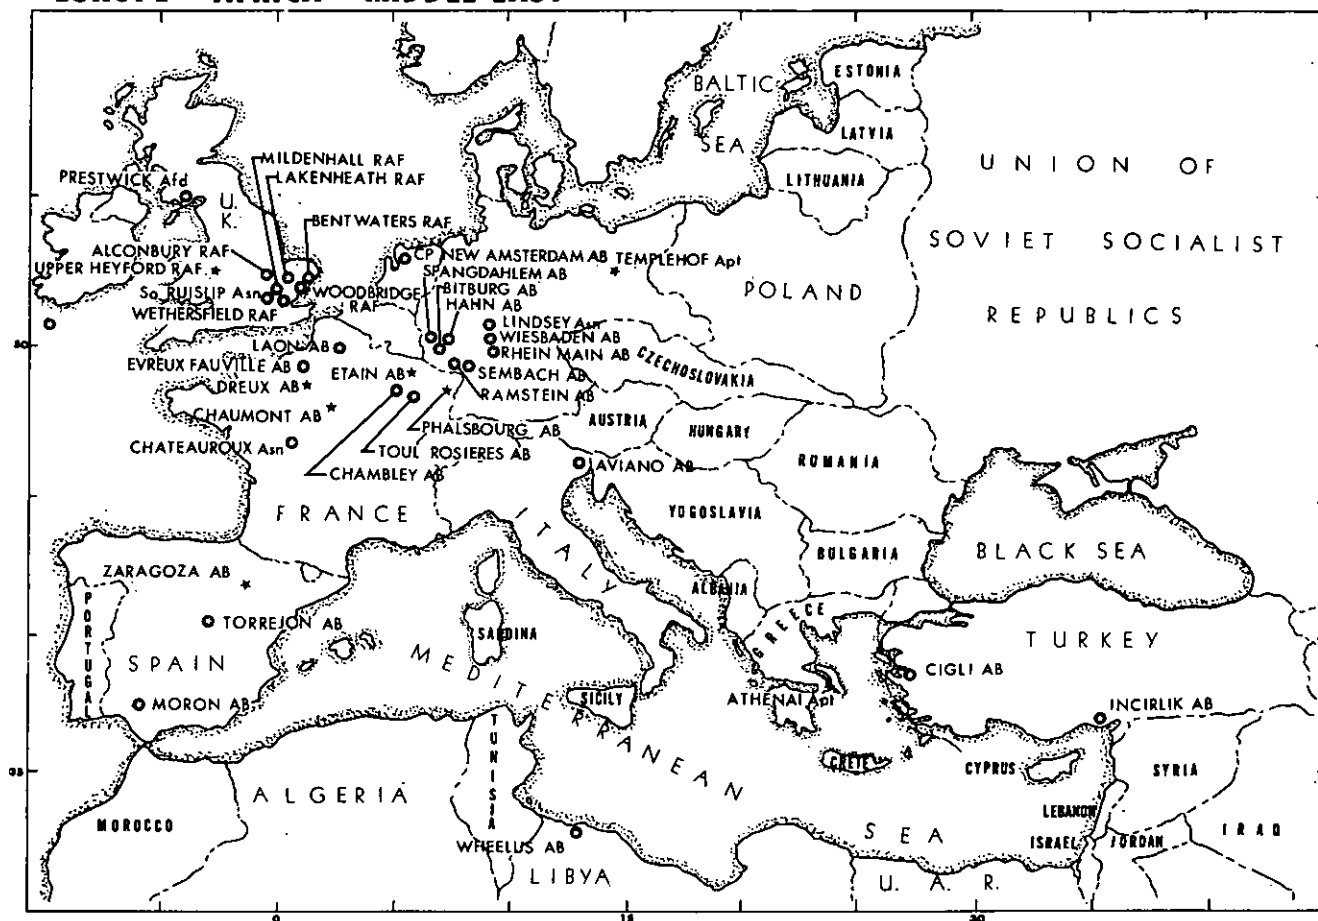 EUROPE AFRICA MIDDLE EAST
BALTIC
SEA
ESTONIA
LATVIA
LITHUANIA
UNION OF
SOVIET SOCIALIST
REPUBLICS
MILDENHALL RAF
LAKENHEATH RAF
PRESTWICK Afd
U.
K.
BENTWATERS RAF
ALCONBURY RAF
UPPER HEYFORD RAF
So. RUISLIP Asn
WOODBRIDGE
RAF
WETHERSFIELD RAF
CP NEW AMSTERDAM AB
TEMPLEHOF Apt
SPANGDAHLEM AB
BITBURG AB
HAHN AB
POLAND
LINDSEY Asn
WIESBADEN AB
RHEIN MAIN AB
LAON AB
50
EVREUX FAUVILLE AB
ETAIN AB
SEMBACH AB
CZECHOSLOVAKIA
DREUX AB
RAMSTEIN AB
CHAUMONT AB
PHALSBOURG AB
AUSTRIA
HUNGARY
CHATEAUROUX Asn
TOUL ROSIERES AB
CHAMBLEY AB
AVIANO AB
ROMANIA
FRANCE
ITALY
YOGOSLAVIA
BULGARIA
BLACK SEA
ZARAGOZA AB
ALBANIA
GREECE
PORTUGAL
TORREJON AB
SARDINA
TURKEY
SPAIN
MEDITERRANEAN
CIGLI AB
MORON AB
SICILY
ATHENAI Apt
INCIRLIK AB
TUNISIA
CRETE
CYPRUS
SYRIA
35
ALGERIA
LEBANON
MOROCCO
SEA
ISRAEL
JORDAN
IRAQ
WHEELUS AB
LIBYA
U. A. R.
0
15
30